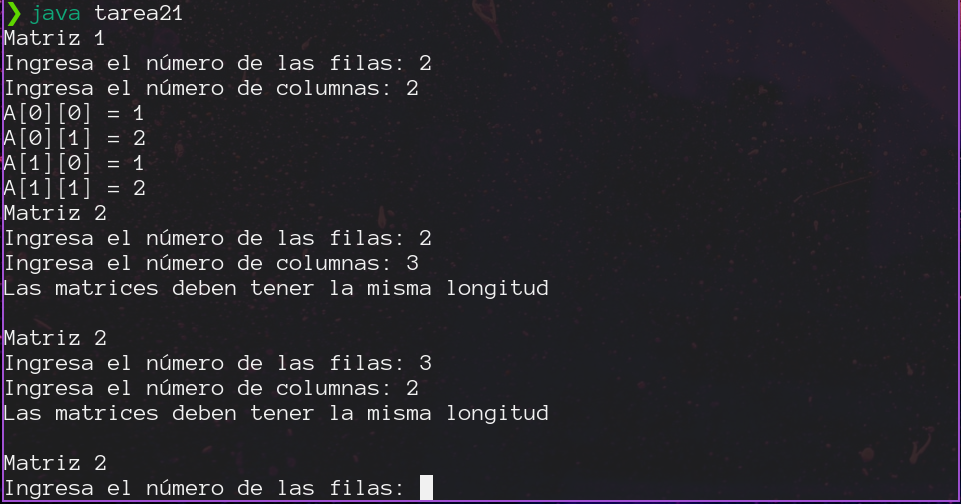 ❯ java tarea21
Matriz 1
Ingresa el número de las filas: 2
Ingresa el número de columnas: 2
A[0][0] = 1
A[0][1] = 2
A[1][0] = 1
A[1][1] = 2
Matriz 2
Ingresa el número de las filas: 2
Ingresa el número de columnas: 3
Las matrices deben tener la misma longitud

Matriz 2
Ingresa el número de las filas: 3
Ingresa el número de columnas: 2
Las matrices deben tener la misma longitud

Matriz 2
Ingresa el número de las filas: